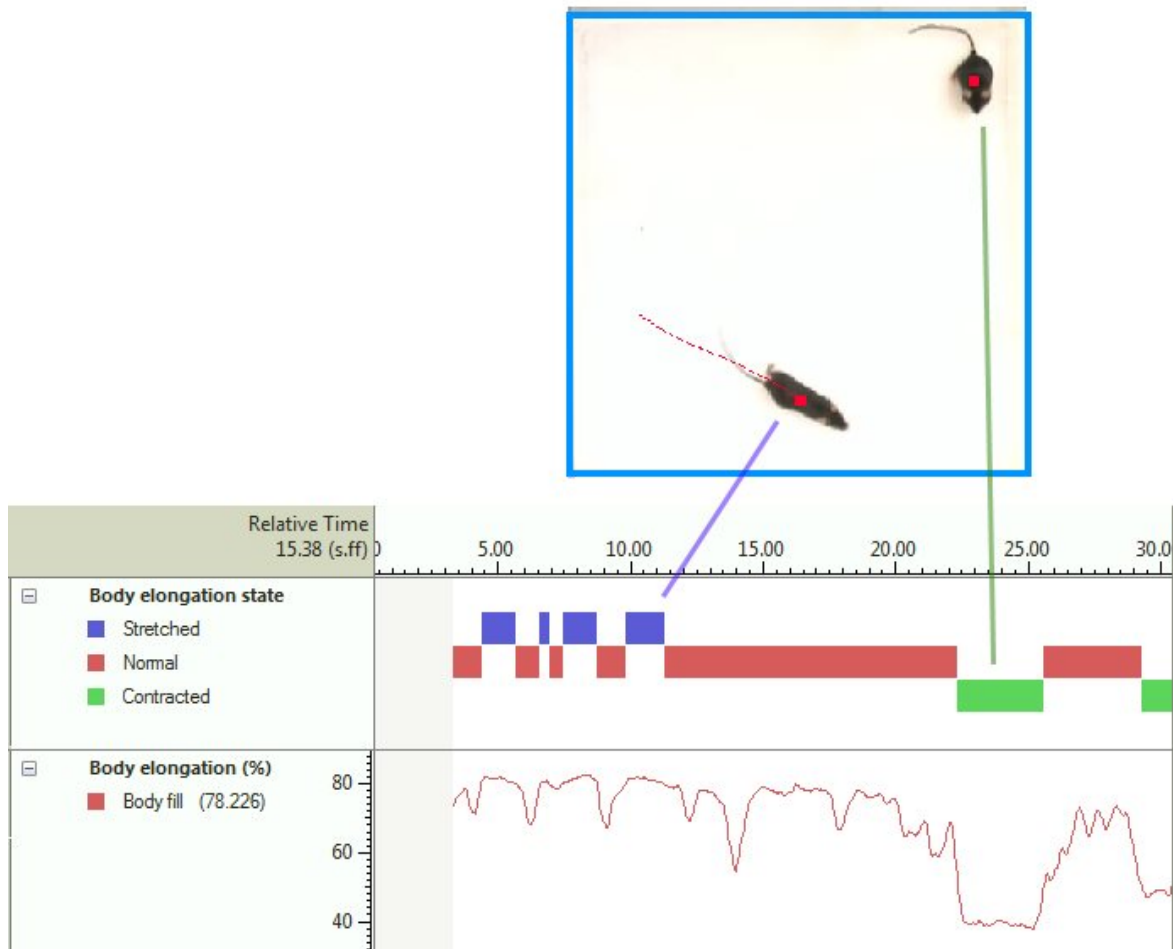 Relative Time
15.38 (s.ff)
0 5.00 10.00 15.00 20.00 25.00 30.0
Body elongation state
Stretched
Normal
Contracted
Body elongation (%)
Body fill (78.226)
80
60
40